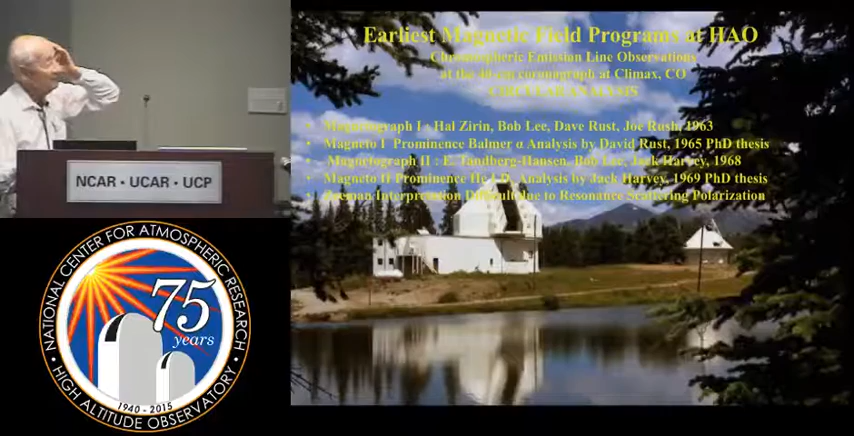 Earliest Magnetic Field Programs at HAO
Chromospheric Emission Line Observations
at the 40-cm coronagraph at Climax, CO
CIRCULAR ANALYSIS
• Magnetograph I : Hal Zirin, Bob Lee, Dave Rust, Joe Rush, 1963
• Magneto I Prominence Balmer α Analysis by David Rust, 1965 PhD thesis
• Magnetograph II : E. Tandberg-Hansen, Bob Lee, Jack Harvey, 1968
• Magneto II Prominence He I D Analysis by Jack Harvey, 1969 PhD thesis
• Zeeman Interpretation Difficult due to Resonance Scattering Polarization
NCAR • UCAR • UCP
NATIONAL CENTER FOR ATMOSPHERIC RESEARCH
75
years
1940 - 2015
HIGH ALTITUDE OBSERVATORY